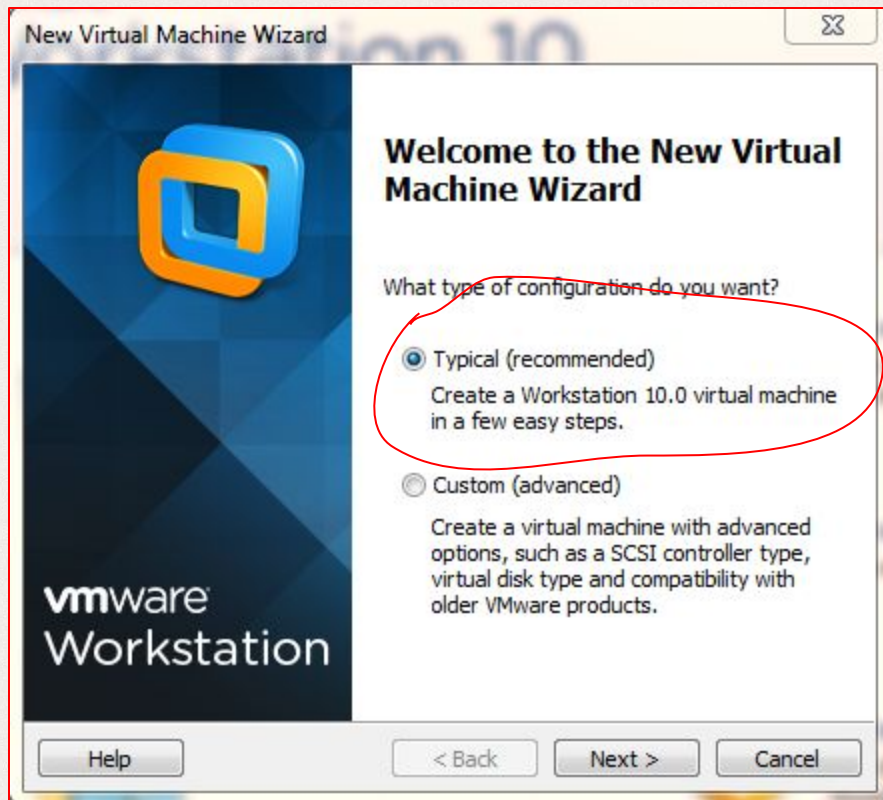 New Virtual Machine Wizard
orkstation 10
Welcome to the New Virtual
Machine Wizard
What type of configuration do you want?
Typical (recommended)
Create a Workstation 10.0 virtual machine
in a few easy steps.
Custom (advanced)
Create a virtual machine with advanced
options, such as a SCSI controller type,
virtual disk type and compatibility with
older VMware products.
vmware
Workstation
Help
< Back
Next >
Cancel